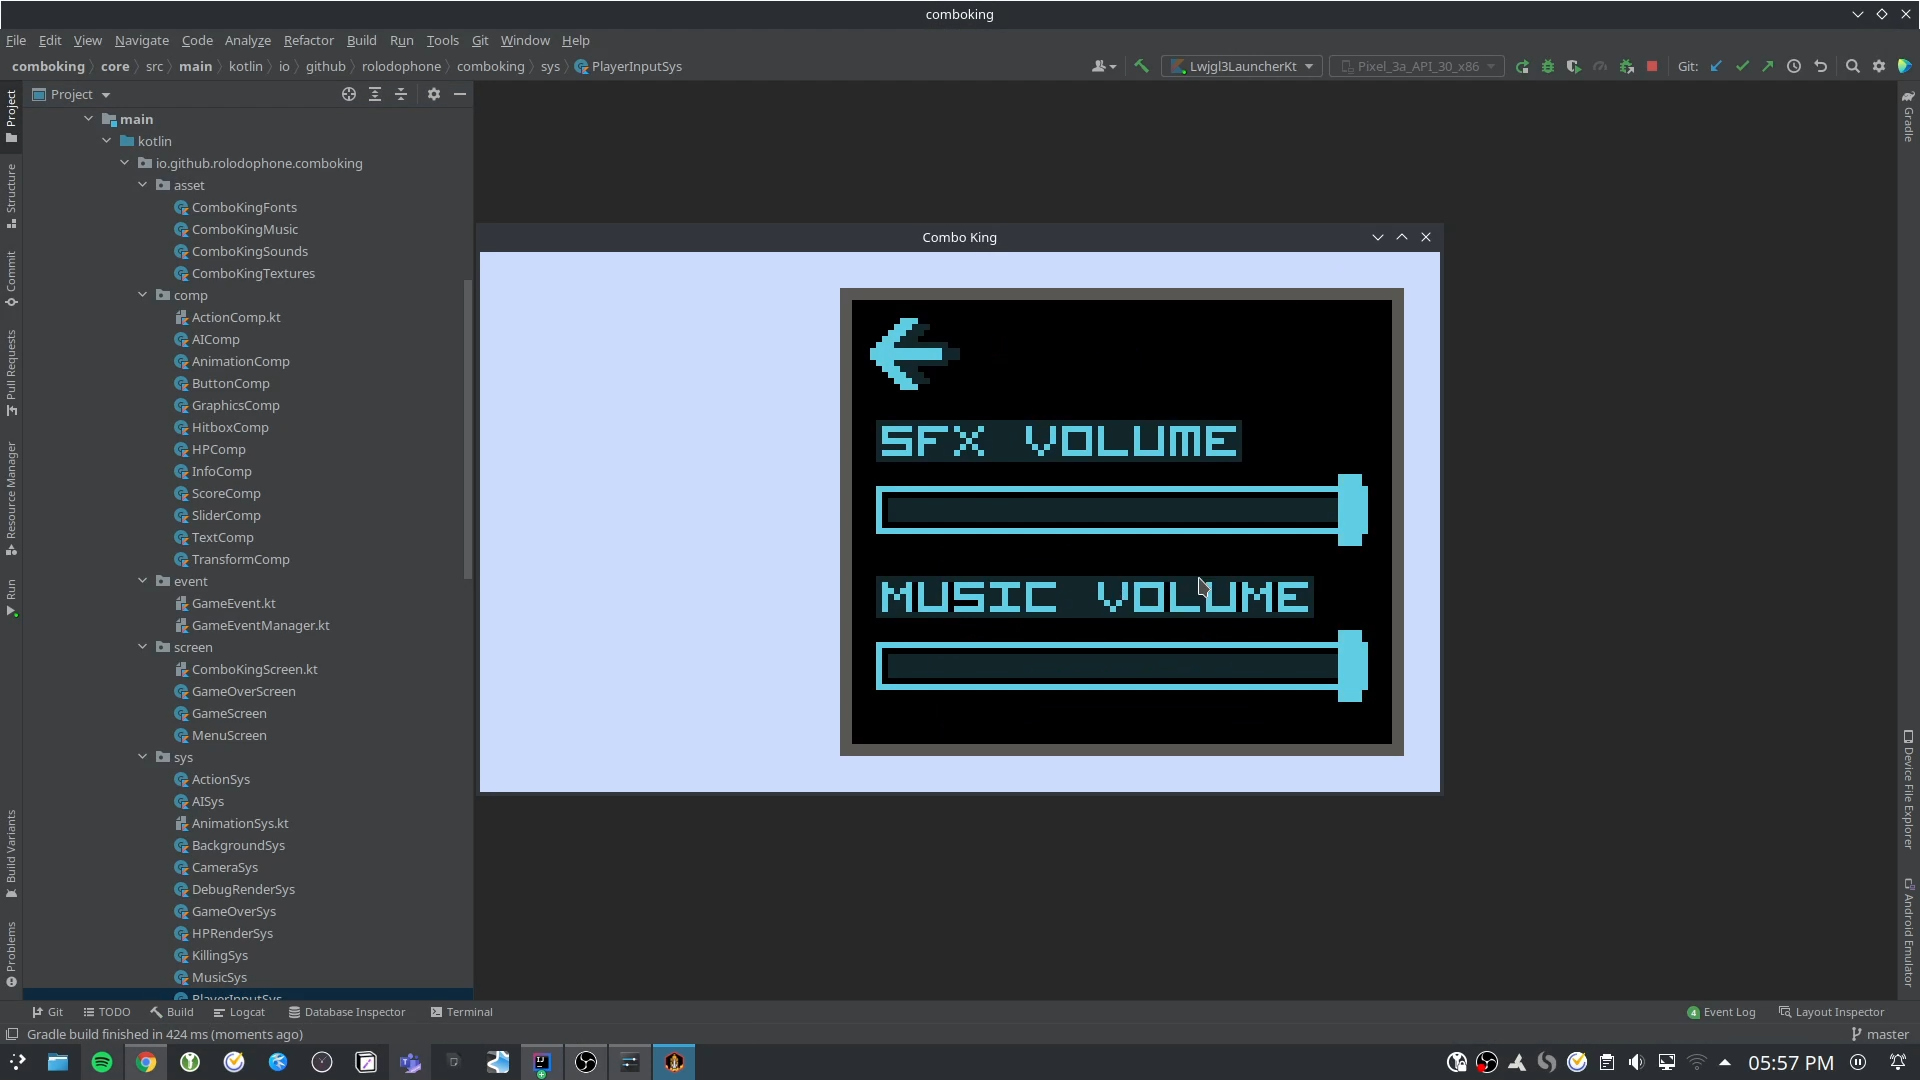 comboking
File Edit View Navigate Code Analyze Refactor Build Run Tools Git Window Help
comboking core src main kotlin io github rolodophone comboking sys PlayerInputSys
Lwjgl3LauncherKt
Pixel_3a_API_30_x86
Git:
Project
Project
Structure
Commit
Pull Requests
Resource Manager
Run
Build Variants
Problems
main
kotlin
io.github.rolodophone.comboking
asset
ComboKingFonts
ComboKingMusic
ComboKingSounds
ComboKingTextures
comp
ActionComp.kt
AIComp
AnimationComp
ButtonComp
GraphicsComp
HitboxComp
HPComp
InfoComp
ScoreComp
SliderComp
TextComp
TransformComp
event
GameEvent.kt
GameEventManager.kt
screen
ComboKingScreen.kt
GameOverScreen
GameScreen
MenuScreen
sys
ActionSys
AISys
AnimationSys.kt
BackgroundSys
CameraSys
DebugRenderSys
GameOverSys
HPRenderSys
KillingSys
MusicSys
PlayerInputSys
Combo King
SFX VOLUME
MUSIC VOLUME
Gradle
Device File Explorer
Android Emulator
Git TODO Build Logcat Database Inspector Terminal
4 Event Log Layout Inspector
Gradle build finished in 424 ms (moments ago)
master
05:57 PM